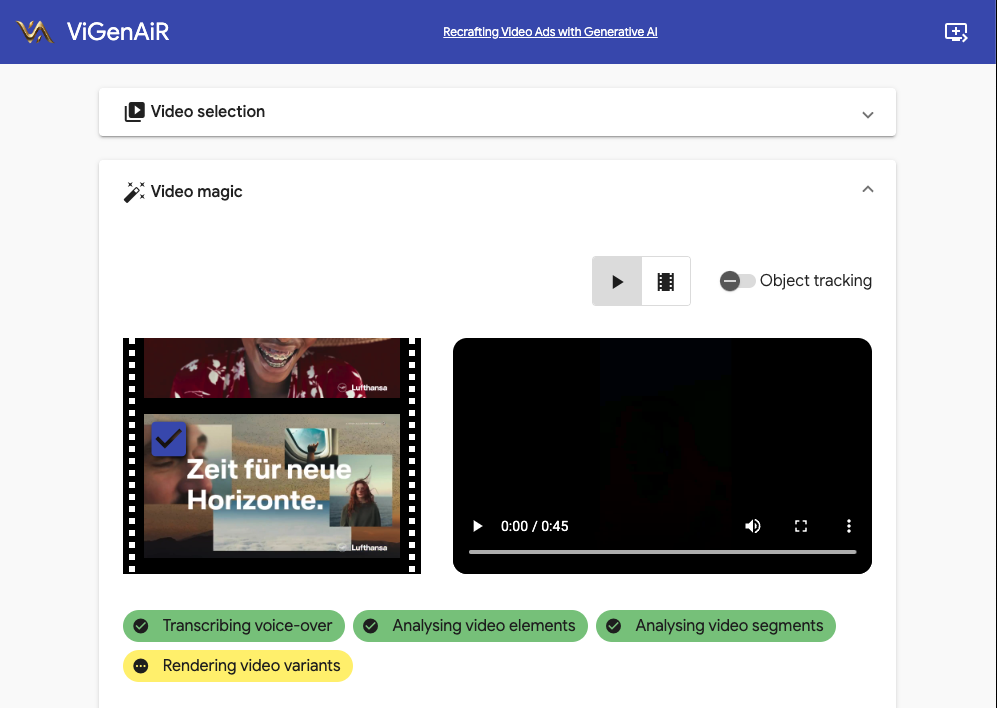 ViGenAiR
Recrafting Video Ads with Generative AI
Video selection
Video magic
Object tracking
Lufthansa
Zeit für neue
Horizonte.
Lufthansa
0:00 / 0:45
Transcribing voice-over
Analysing video elements
Analysing video segments
Rendering video variants